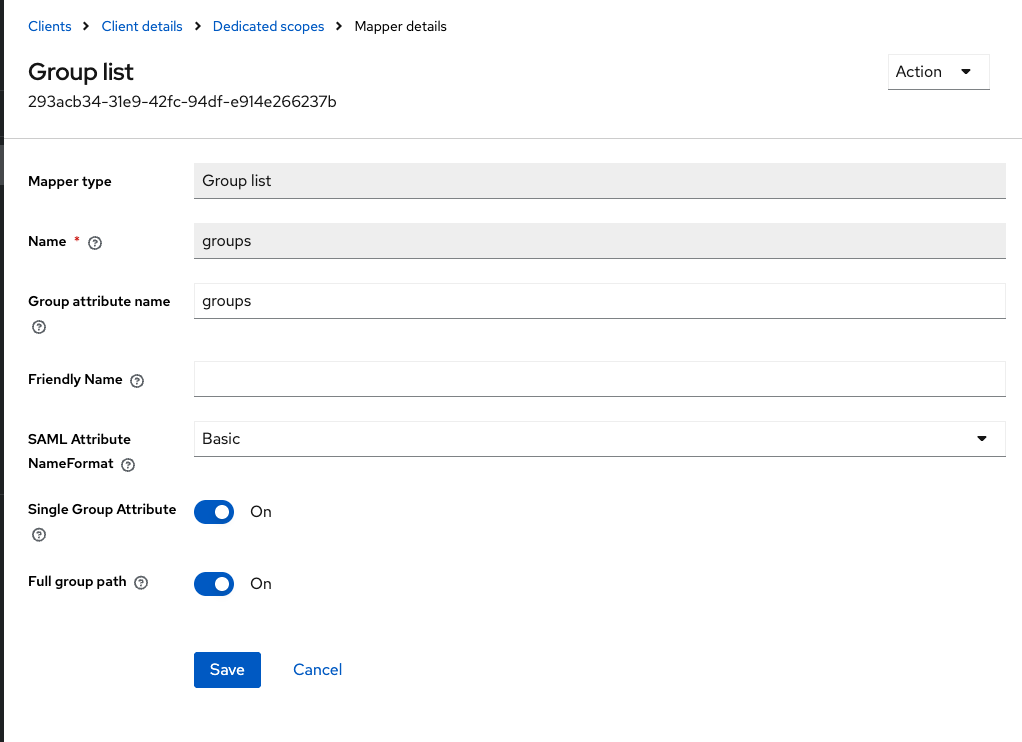 Clients > Client details > Dedicated scopes > Mapper details
Group list
Action
293acb34-31e9-42fc-94df-e914e266237b
Mapper type
Group list
Name *
groups
Group attribute name
groups
Friendly Name
SAML Attribute
NameFormat
Basic
Single Group Attribute
On
Full group path
On
Save
Cancel